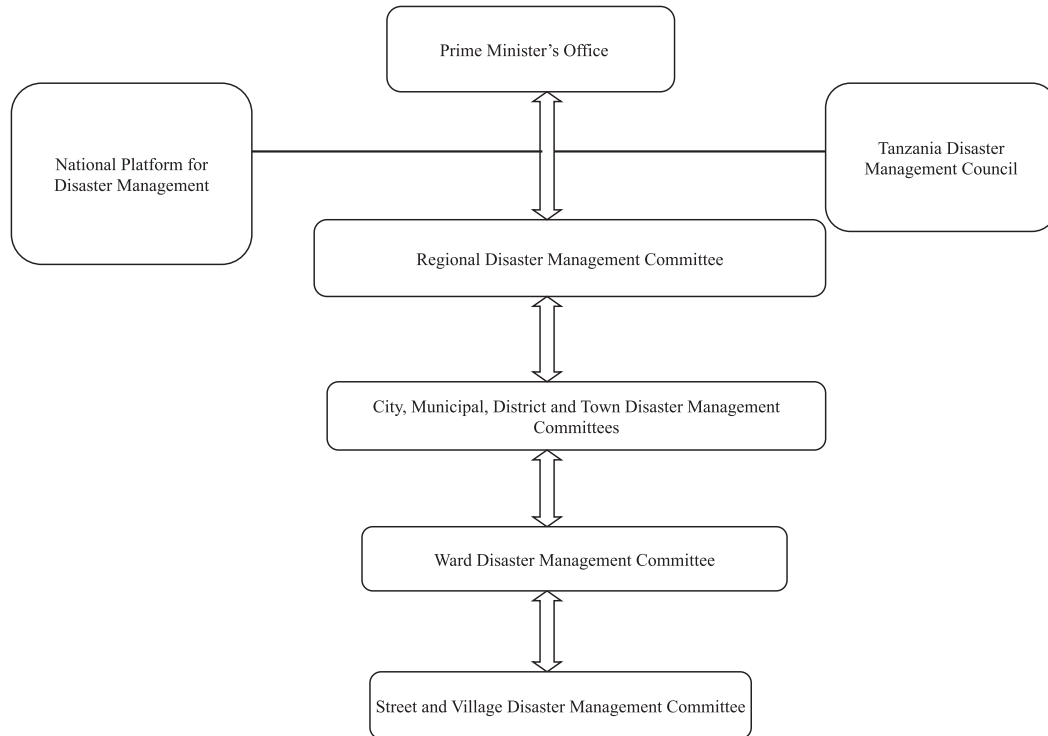 Prime Minister’s Office
National Platform for
Disaster Management
Tanzania Disaster
Management Council
Regional Disaster Management Committee
City, Municipal, District and Town Disaster Management
Committees
Ward Disaster Management Committee
Street and Village Disaster Management Committee